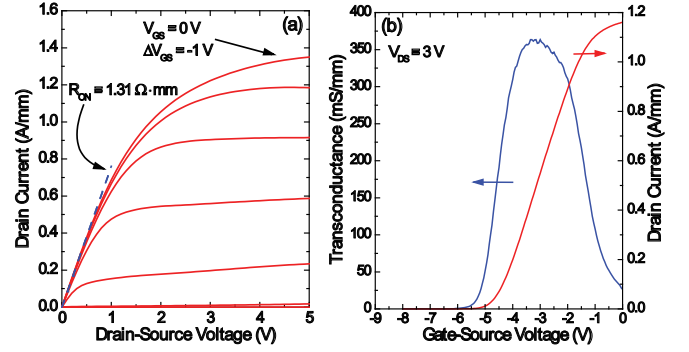 (a)
V_GS = 0 V
ΔV_GS = -1 V
R_ON = 1.31 Ω·mm
Drain Current (A/mm)
1.6
1.4
1.2
1.0
0.8
0.6
0.4
0.2
0.0
0 1 2 3 4 5
Drain-Source Voltage (V)
(b)
V_DS = 3 V
Transconductance (mS/mm)
400
350
300
250
200
150
100
50
0
-9 -8 -7 -6 -5 -4 -3 -2 -1 0
Gate-Source Voltage (V)
1.2
1.0
0.8
0.6
0.4
0.2
0.0
Drain Current (A/mm)